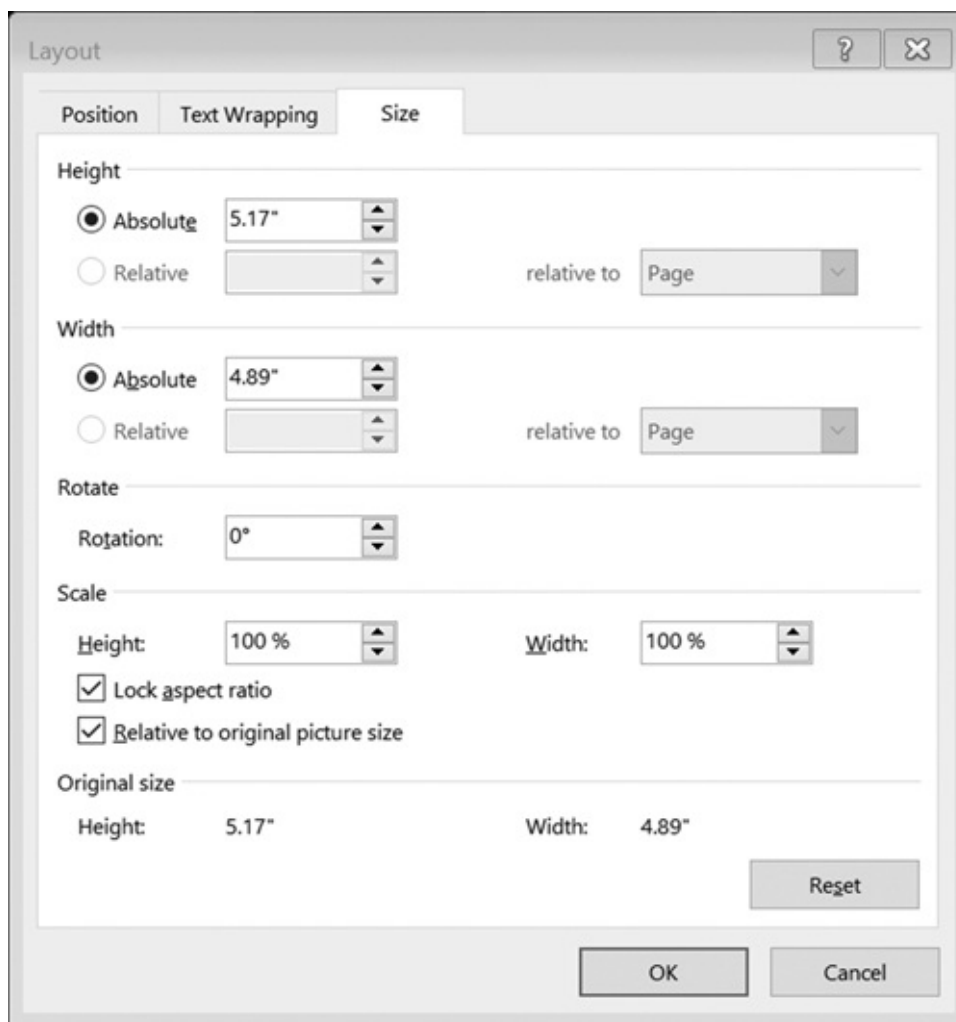 Layout
Position Text Wrapping Size
Height
Absolute 5.17"
Relative relative to Page
Width
Absolute 4.89"
Relative relative to Page
Rotate
Rotation: 0°
Scale
Height: 100 % Width: 100 %
Lock aspect ratio
Relative to original picture size
Original size
Height: 5.17" Width: 4.89"
Reset
OK Cancel